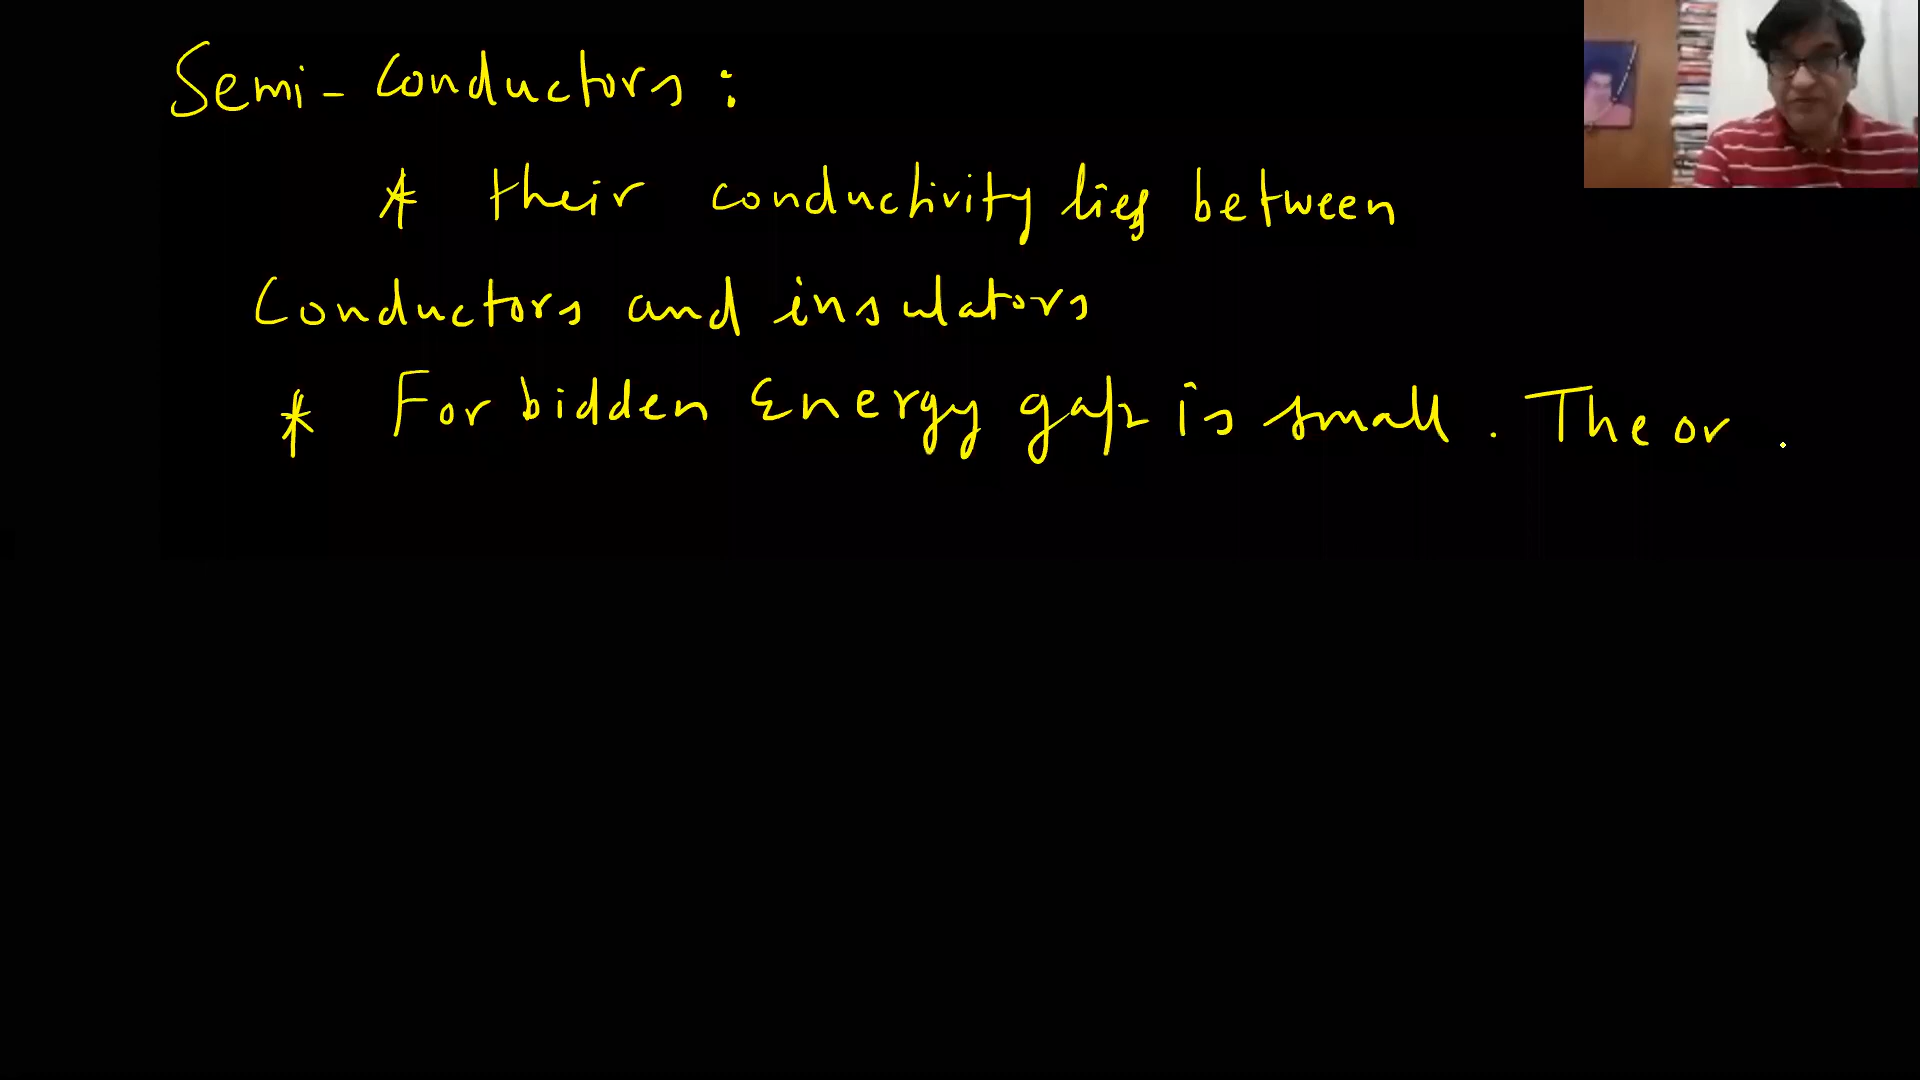 Semi-Conductors:
* their conductivity lies between
Conductors and insulators
* Forbidden Energy gap is small. Theor.